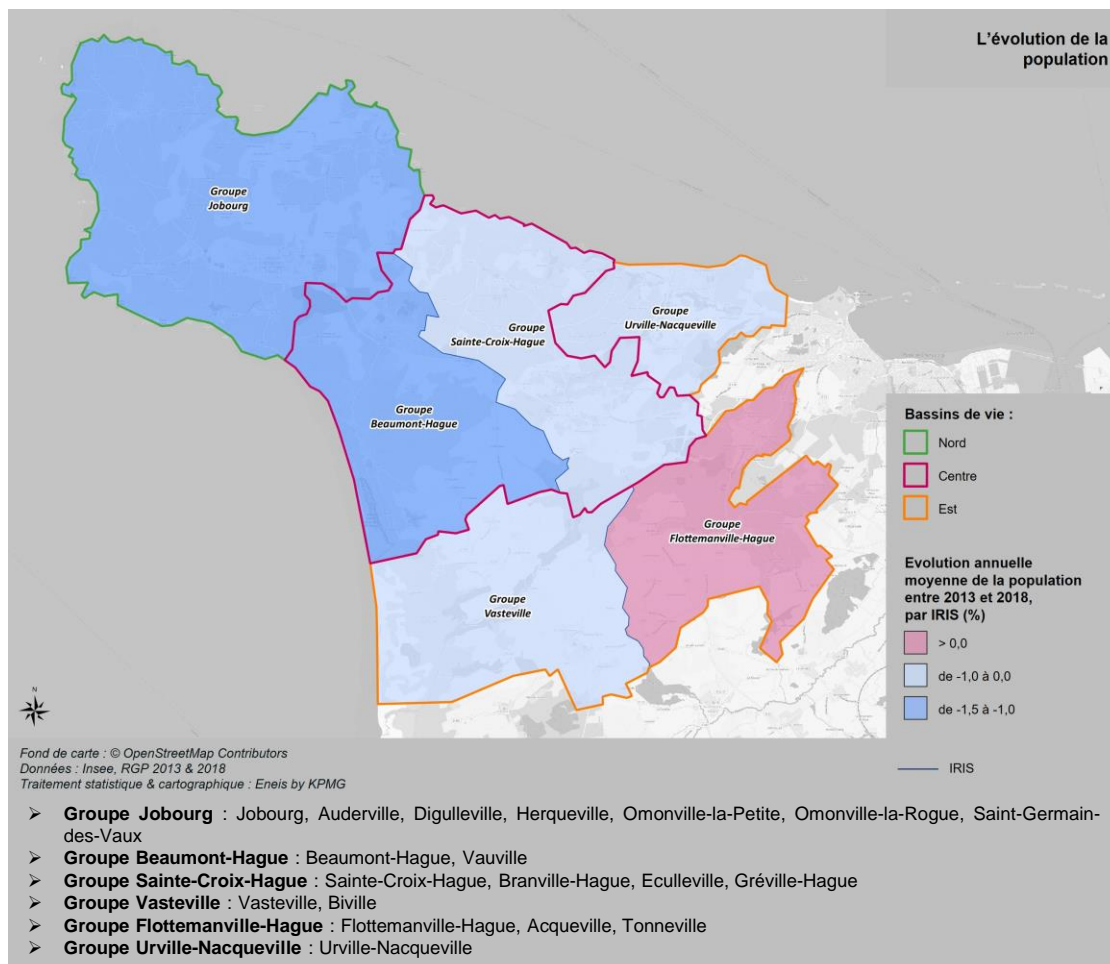 L'évolution de la
population
Groupe
Jobourg
Groupe
Urville-Nacqueville
Groupe
Sainte-Croix-Hague
Groupe
Beaumont-Hague
Groupe
Flottemanville-Hague
Groupe
Vasteville
Bassins de vie :
Nord
Centre
Est
Evolution annuelle
moyenne de la population
entre 2013 et 2018,
par IRIS (%)
> 0,0
de -1,0 à 0,0
de -1,5 à -1,0
IRIS
N
Fond de carte : © OpenStreetMap Contributors
Données : Insee, RGP 2013 & 2018
Traitement statistique & cartographique : Eneis by KPMG
➢ Groupe Jobourg : Jobourg, Auderville, Digulleville, Herqueville, Omonville-la-Petite, Omonville-la-Rogue, Saint-Germain-
des-Vaux
➢ Groupe Beaumont-Hague : Beaumont-Hague, Vauville
➢ Groupe Sainte-Croix-Hague : Sainte-Croix-Hague, Branville-Hague, Eculleville, Gréville-Hague
➢ Groupe Vasteville : Vasteville, Biville
➢ Groupe Flottemanville-Hague : Flottemanville-Hague, Acqueville, Tonneville
➢ Groupe Urville-Nacqueville : Urville-Nacqueville